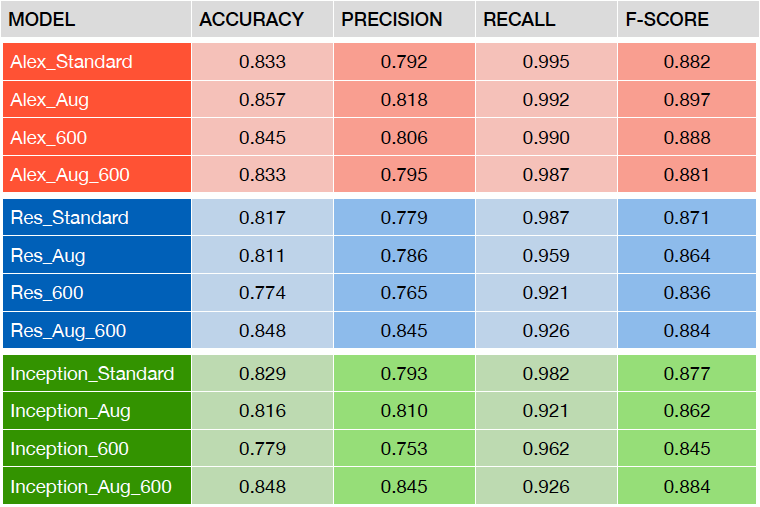 MODEL ACCURACY PRECISION RECALL F-SCORE
Alex_Standard 0.833 0.792 0.995 0.882
Alex_Aug 0.857 0.818 0.992 0.897
Alex_600 0.845 0.806 0.990 0.888
Alex_Aug_600 0.833 0.795 0.987 0.881
Res_Standard 0.817 0.779 0.987 0.871
Res_Aug 0.811 0.786 0.959 0.864
Res_600 0.774 0.765 0.921 0.836
Res_Aug_600 0.848 0.845 0.926 0.884
Inception_Standard 0.829 0.793 0.982 0.877
Inception_Aug 0.816 0.810 0.921 0.862
Inception_600 0.779 0.753 0.962 0.845
Inception_Aug_600 0.848 0.845 0.926 0.884